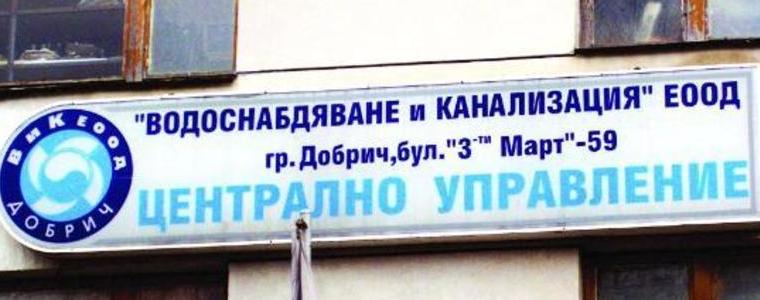 ВиК ЕООД
ДОБРИЧ
"ВОДОСНАБДЯВАНЕ и КАНАЛИЗАЦИЯ" ЕООД
гр.Добрич,бул."3-ти Март"-59
ЦЕНТРАЛНО УПРАВЛЕНИЕ